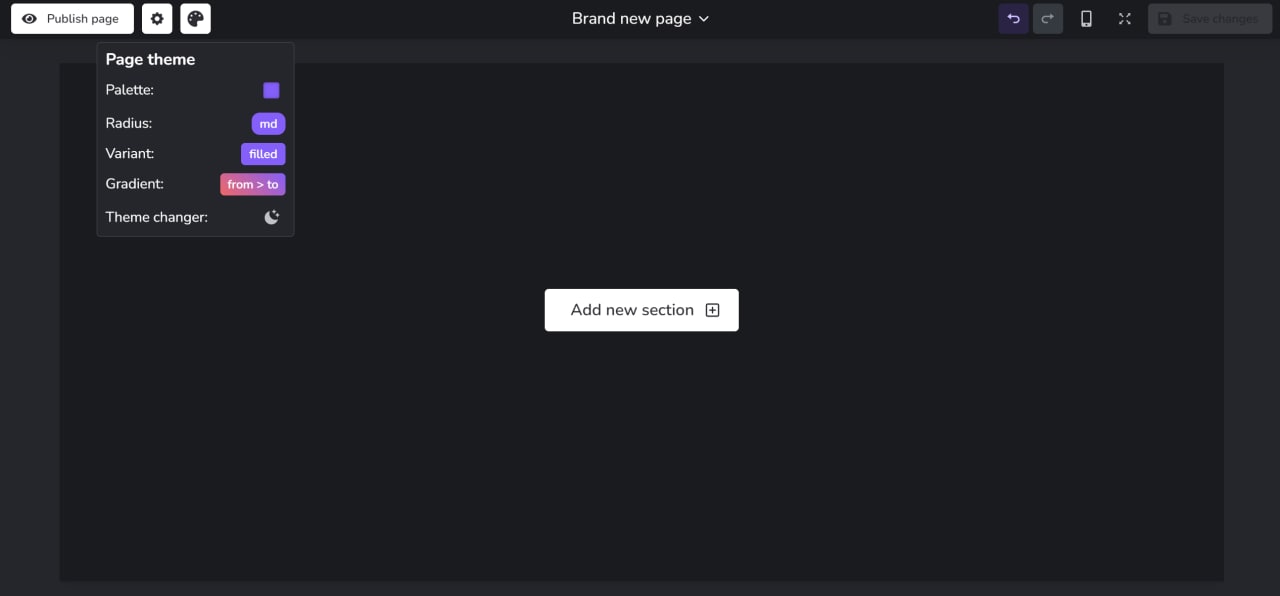 Publish page
Brand new page
Save changes
Page theme
Palette:
Radius: md
Variant: filled
Gradient: from > to
Theme changer:
Add new section